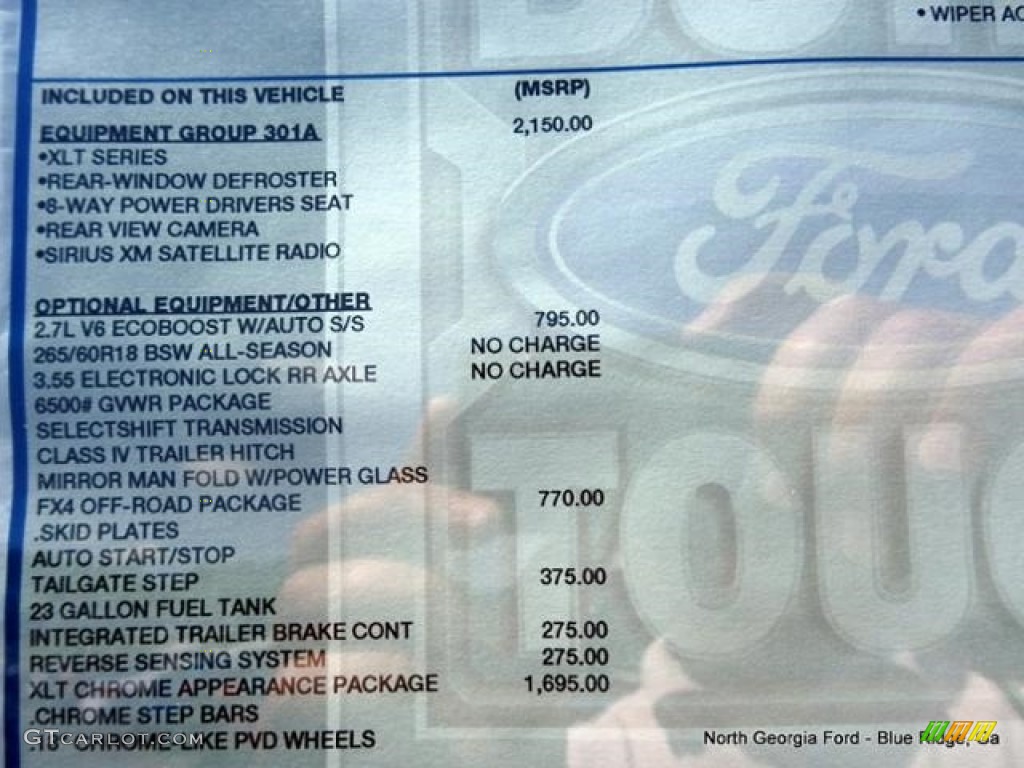 • WIPER AC
INCLUDED ON THIS VEHICLE (MSRP)
EQUIPMENT GROUP 301A 2,150.00
•XLT SERIES
•REAR-WINDOW DEFROSTER
•8-WAY POWER DRIVERS SEAT
•REAR VIEW CAMERA
•SIRIUS XM SATELLITE RADIO
Ford
OPTIONAL EQUIPMENT/OTHER
2.7L V6 ECOBOOST W/AUTO S/S 795.00
265/60R18 BSW ALL-SEASON NO CHARGE
3.55 ELECTRONIC LOCK RR AXLE NO CHARGE
6500# GVWR PACKAGE
SELECTSHIFT TRANSMISSION
CLASS IV TRAILER HITCH
MIRROR MAN FOLD W/POWER GLASS
FX4 OFF-ROAD PACKAGE 770.00
.SKID PLATES
AUTO START/STOP
TAILGATE STEP 375.00
23 GALLON FUEL TANK
INTEGRATED TRAILER BRAKE CONT 275.00
REVERSE SENSING SYSTEM 275.00
XLT CHROME APPEARANCE PACKAGE 1,695.00
.CHROME STEP BARS
CHROME-LIKE PVD WHEELS
TOU
GTcarlot.com
North Georgia Ford - Blue Ridge, Ga